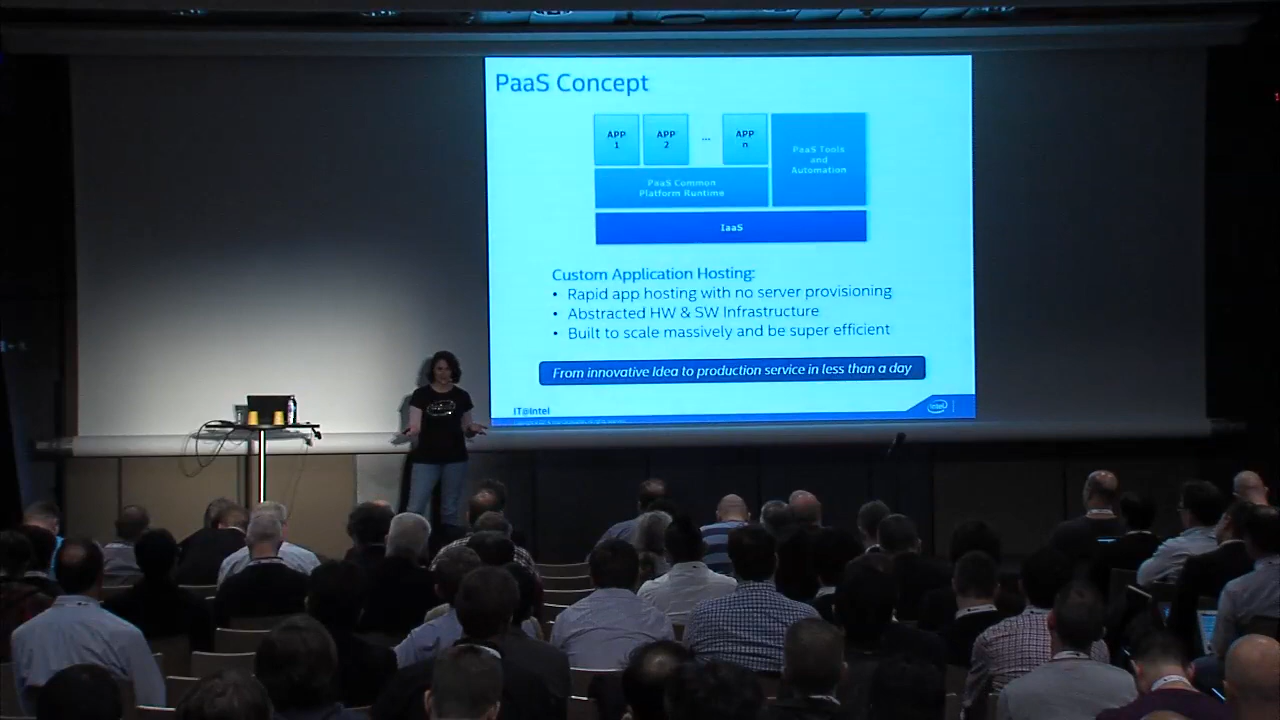 PaaS Concept
APP
1
APP
2
...
APP
n
PaaS Tools
and
Automation
PaaS Common
Platform Runtime
IaaS
Custom Application Hosting:
• Rapid app hosting with no server provisioning
• Abstracted HW & SW Infrastructure
• Built to scale massively and be super efficient
From innovative Idea to production service in less than a day
IT@Intel
intel